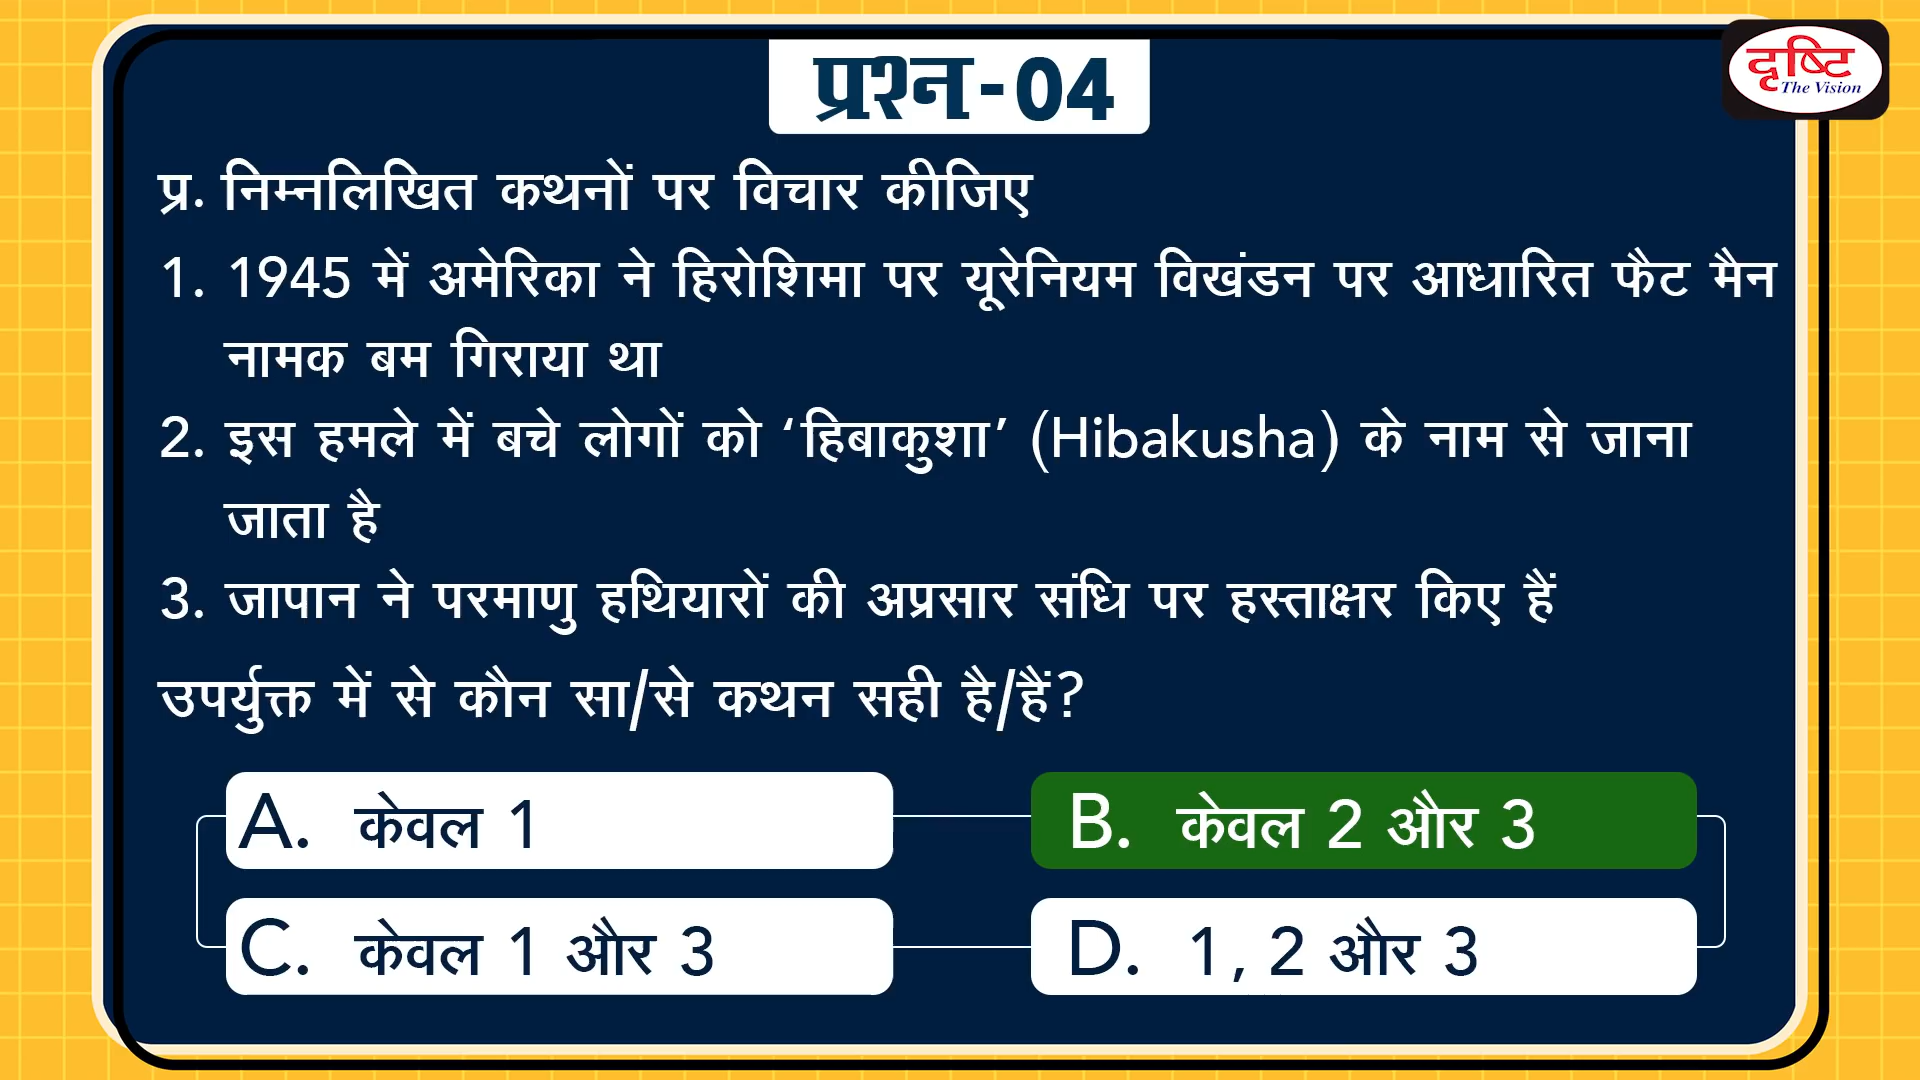 प्रश्न-04
दृष्टि
The Vision
प्र. निम्नलिखित कथनों पर विचार कीजिए
1. 1945 में अमेरिका ने हिरोशिमा पर यूरेनियम विखंडन पर आधारित फैट मैन
नामक बम गिराया था
2. इस हमले में बचे लोगों को ‘हिबाकुशा’ (Hibakusha) के नाम से जाना
जाता है
3. जापान ने परमाणु हथियारों की अप्रसार संधि पर हस्ताक्षर किए हैं
उपर्युक्त में से कौन सा/से कथन सही है/हैं?
A. केवल 1
B. केवल 2 और 3
C. केवल 1 और 3
D. 1, 2 और 3